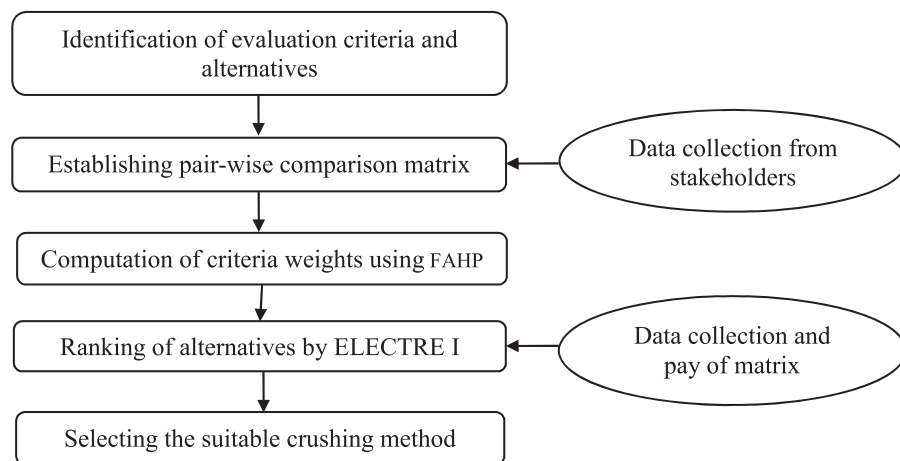 Identification of evaluation criteria and
alternatives
Establishing pair-wise comparison matrix
Data collection from
stakeholders
Computation of criteria weights using FAHP
Ranking of alternatives by ELECTRE I
Data collection and
pay of matrix
Selecting the suitable crushing method